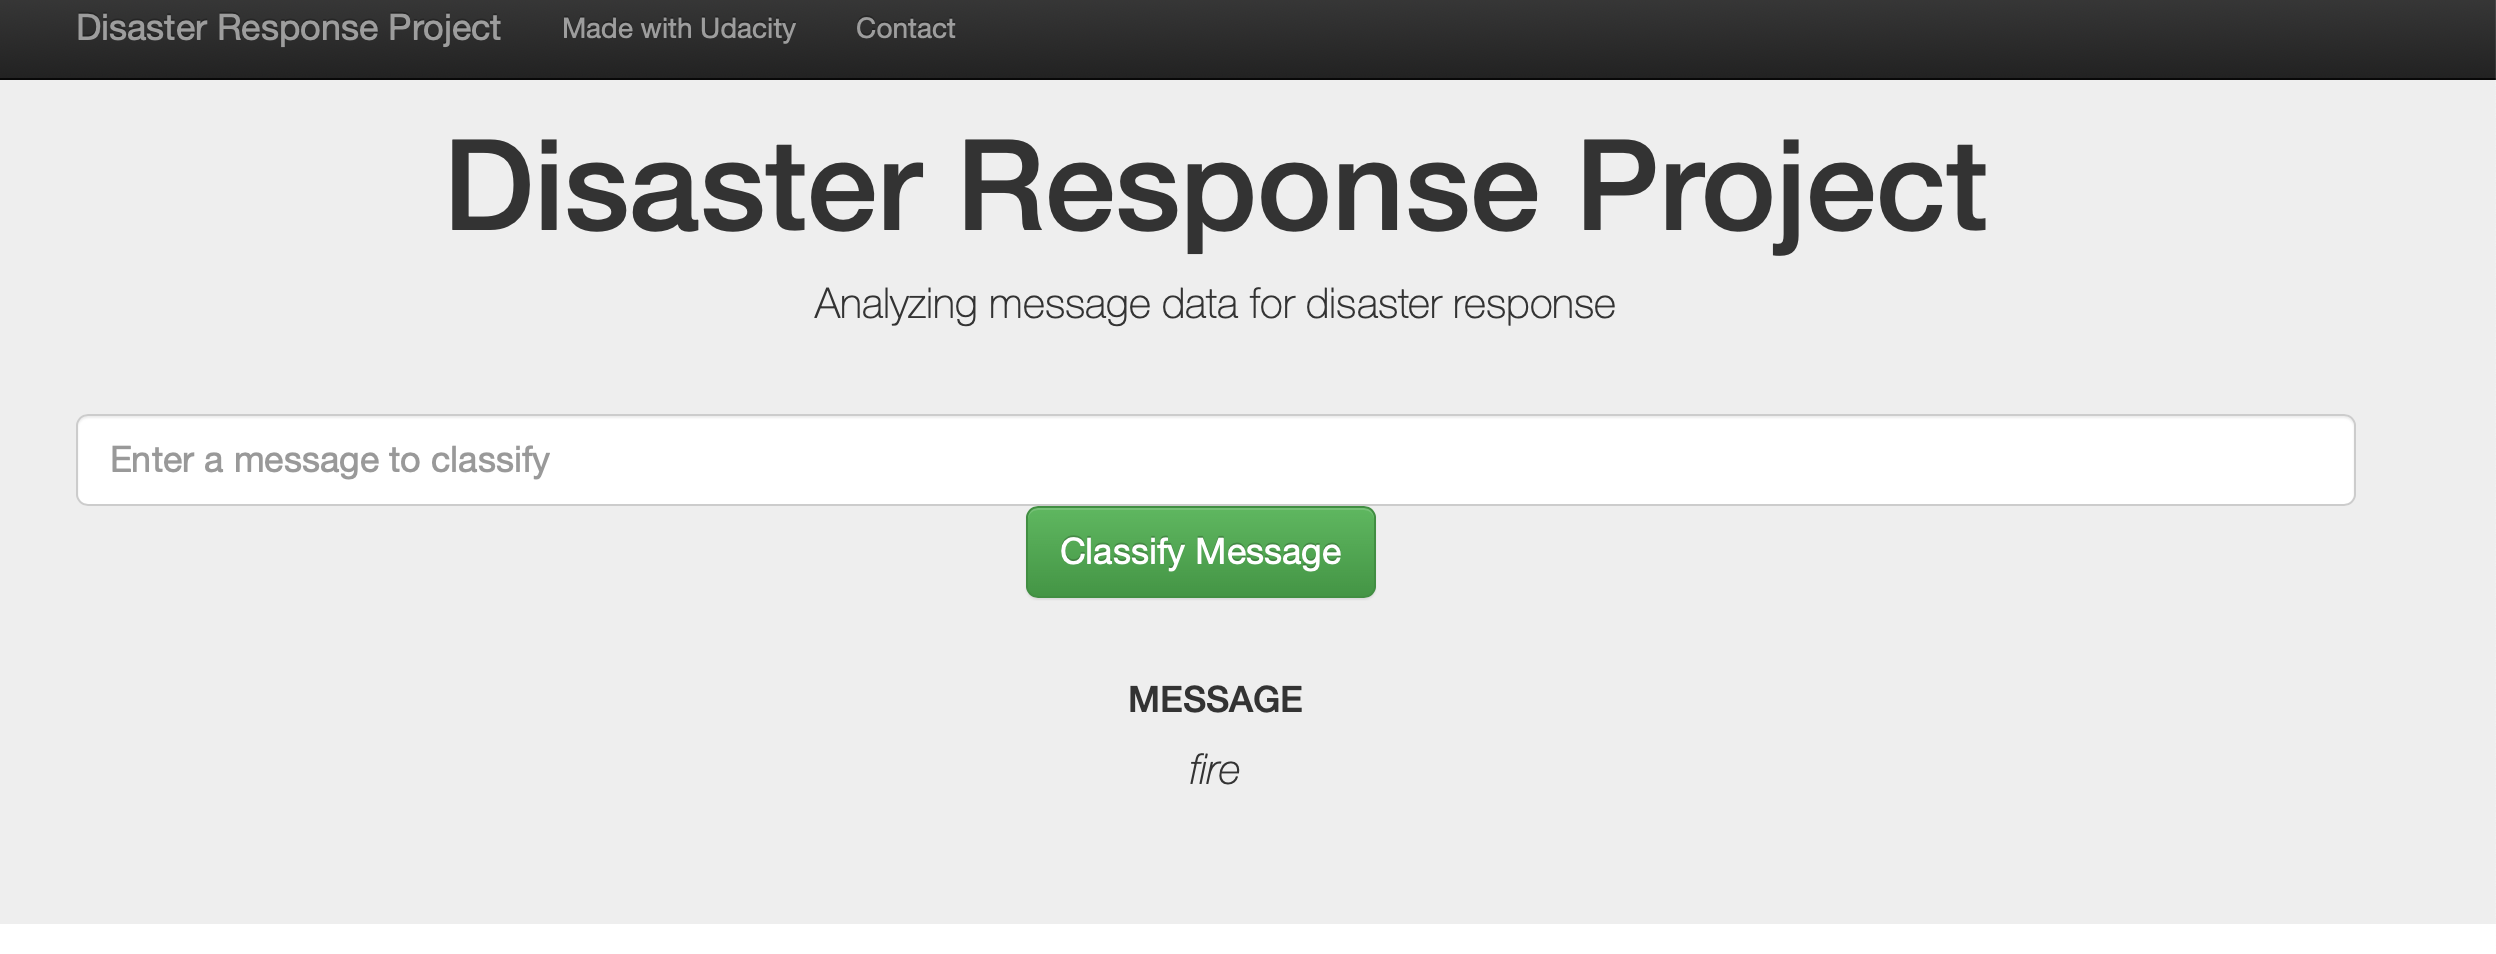 Disaster Response Project Made with Udacity Contact
Disaster Response Project
Analyzing message data for disaster response
Enter a message to classify
Classify Message
MESSAGE
fire